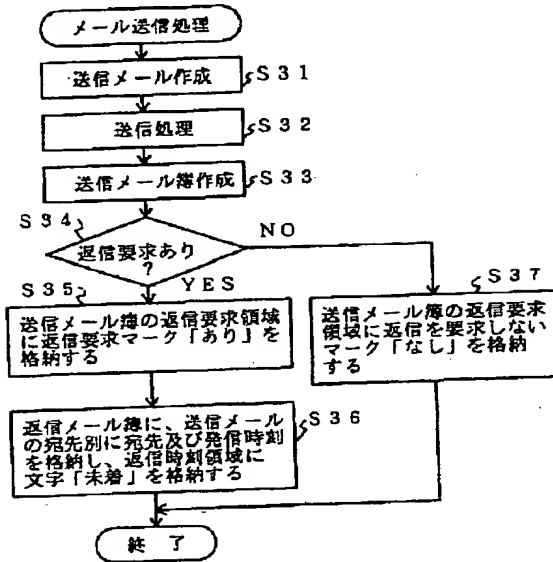 メール送信処理
送信メール作成
S31
送信処理
S32
送信メール簿作成
S33
S34
返信要求あり
?
NO
YES
S35
送信メール簿の返信要求領域
に返信要求マーク「あり」を
格納する
S37
送信メール簿の返信要求
領域に返信を要求しない
マーク「なし」を格納
する
S36
返信メール簿に、送信メール
の宛先別に宛先及び発信時刻
を格納し、返信時刻領域に
文字「未着」を格納する
終了